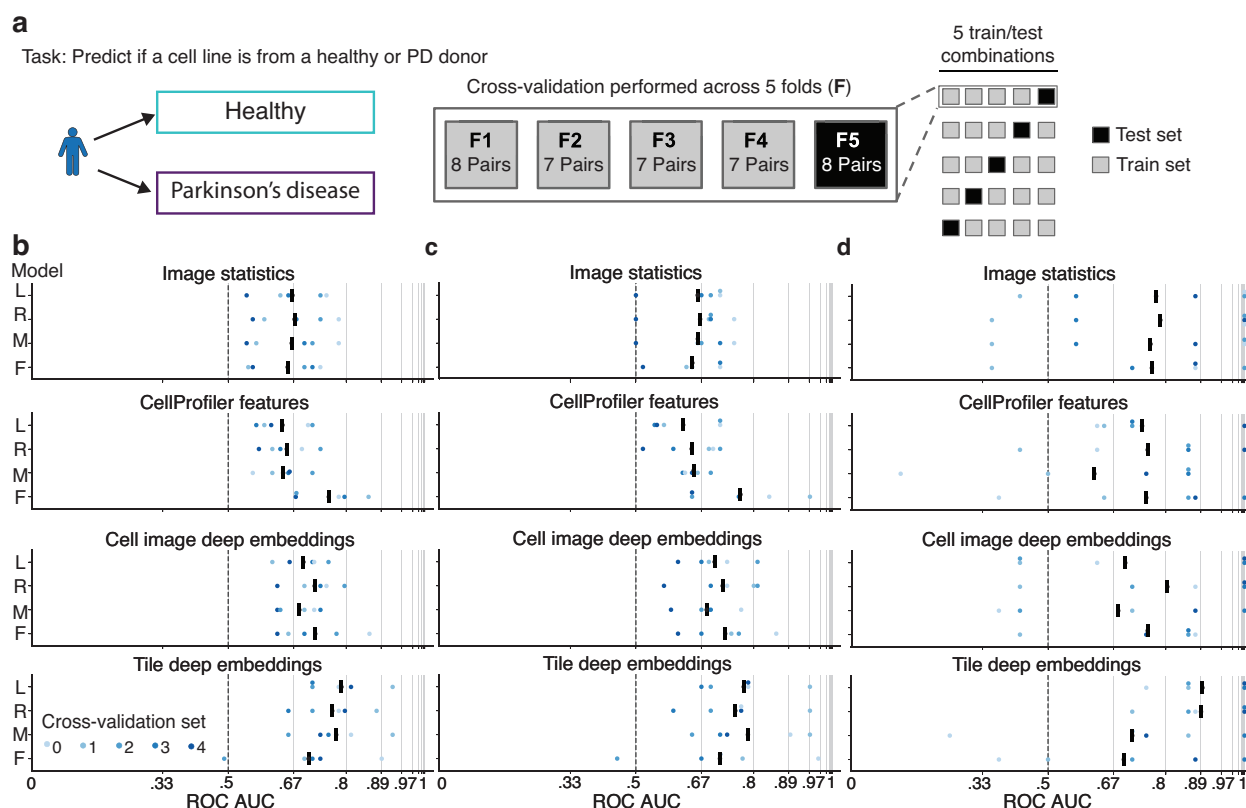 a
Task: Predict if a cell line is from a healthy or PD donor
Healthy
Parkinson's disease
Cross-validation performed across 5 folds (F)
F1
8 Pairs
F2
7 Pairs
F3
7 Pairs
F4
7 Pairs
F5
8 Pairs
5 train/test
combinations
Test set
Train set
b
Model
Image statistics
L
R
M
F
CellProfiler features
L
R
M
F
Cell image deep embeddings
L
R
M
F
Tile deep embeddings
L
R
M
F
Cross-validation set
0 1 2 3 4
0 .33 .5 .67 .8 .89 .97 1
ROC AUC
c
Image statistics
CellProfiler features
Cell image deep embeddings
Tile deep embeddings
0 .33 .5 .67 .8 .89 .97 1
ROC AUC
d
Image statistics
CellProfiler features
Cell image deep embeddings
Tile deep embeddings
0 .33 .5 .67 .8 .89 .97 1
ROC AUC